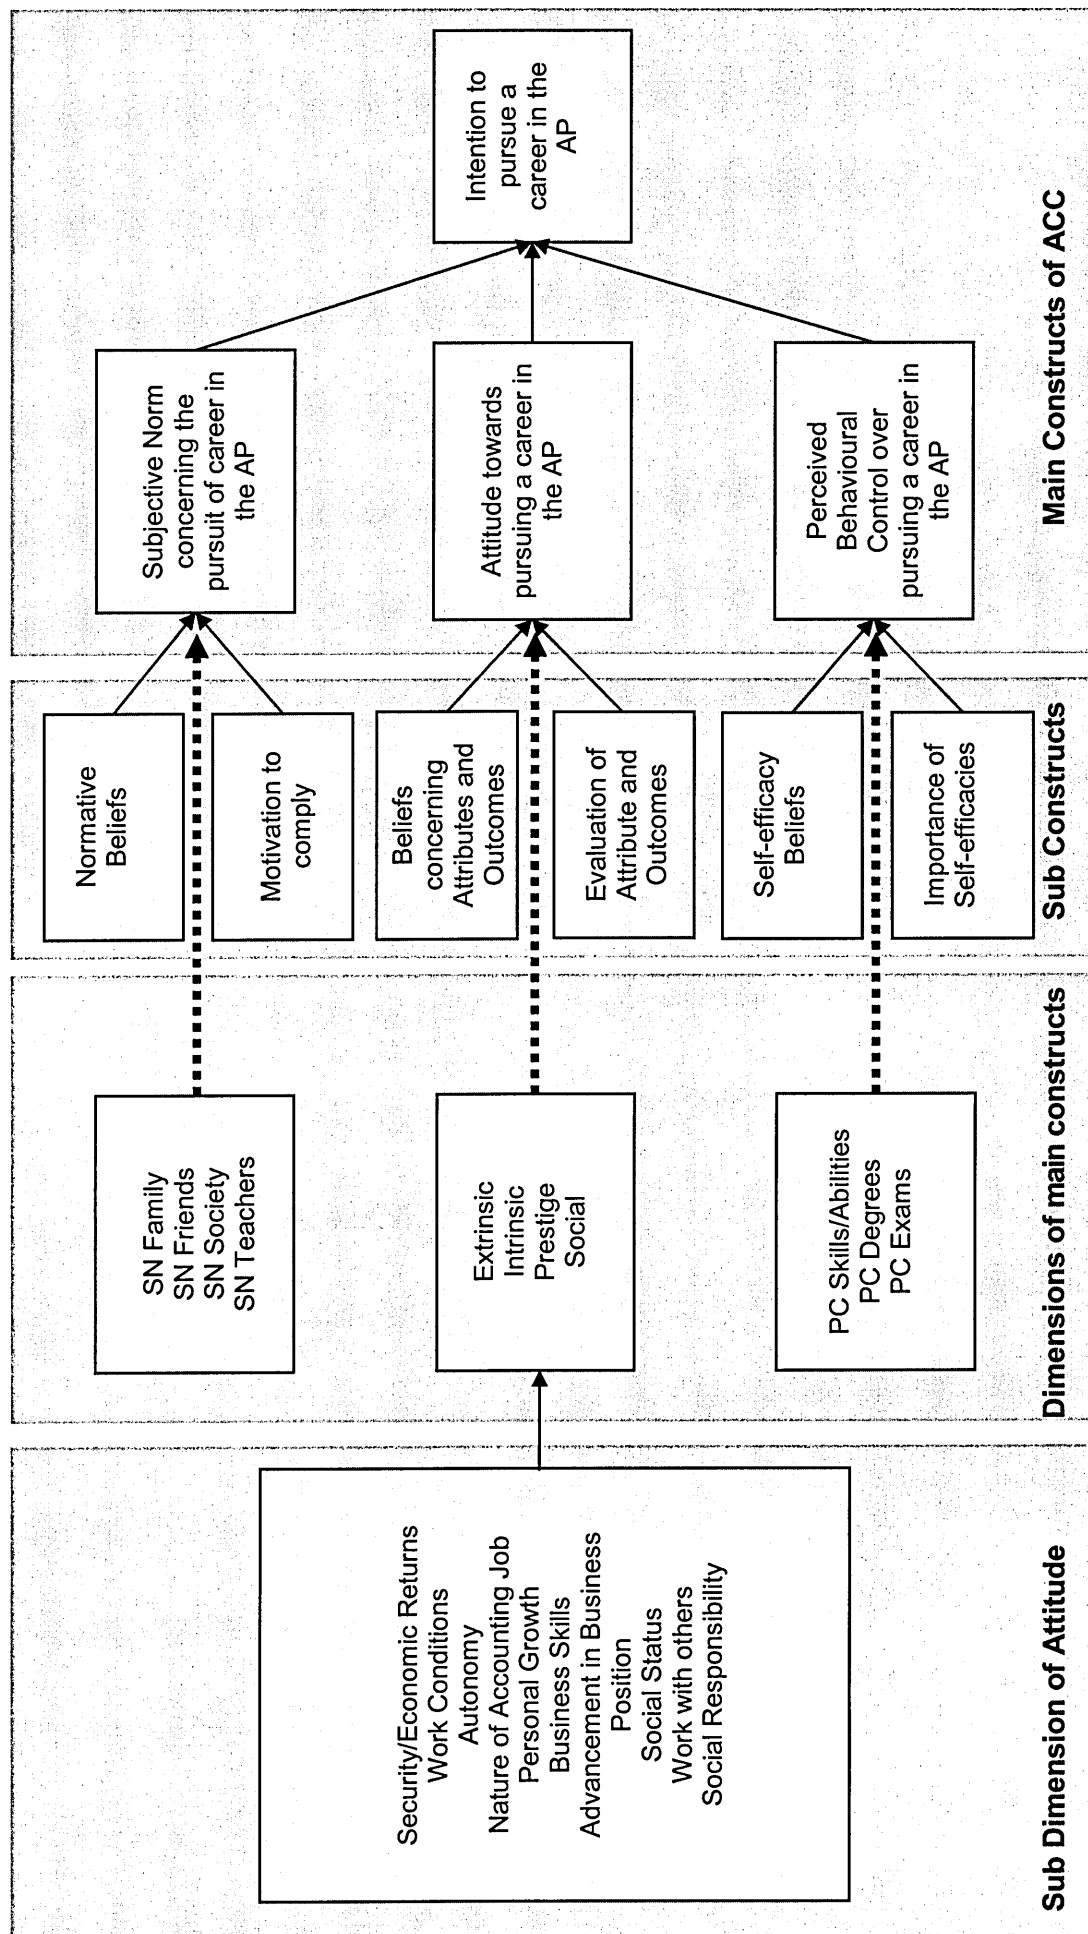 Security/Economic Returns
Work Conditions
Autonomy
Nature of Accounting Job
Personal Growth
Business Skills
Advancement in Business
Position
Social Status
Work with others
Social Responsibility
Sub Dimension of Attitude
SN Family
SN Friends
SN Society
SN Teachers
Extrinsic
Intrinsic
Prestige
Social
PC Skills/Abilities
PC Degrees
PC Exams
Dimensions of main constructs
Normative
Beliefs
Motivation to
comply
Beliefs
concerning
Attributes and
Outcomes
Evaluation of
Attribute and
Outcomes
Self-efficacy
Beliefs
Importance of
Self-efficacies
Sub Constructs
Subjective Norm
concerning the
pursuit of career in
the AP
Attitude towards
pursuing a career in
the AP
Perceived
Behavioural
Control over
pursuing a career in
the AP
Intention to
pursue a
career in the
AP
Main Constructs of ACC